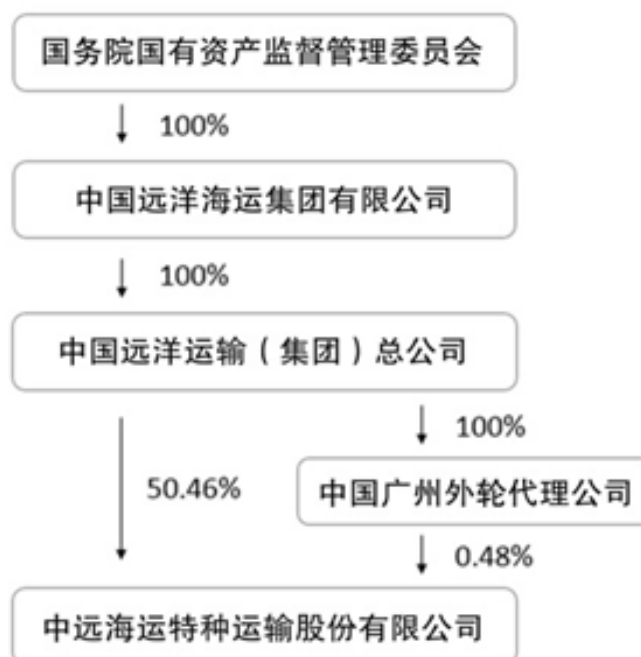 国务院国有资产监督管理委员会
100%
中国远洋海运集团有限公司
100%
中国远洋运输（集团）总公司
100%
50.46%
中国广州外轮代理公司
0.48%
中远海运特种运输股份有限公司